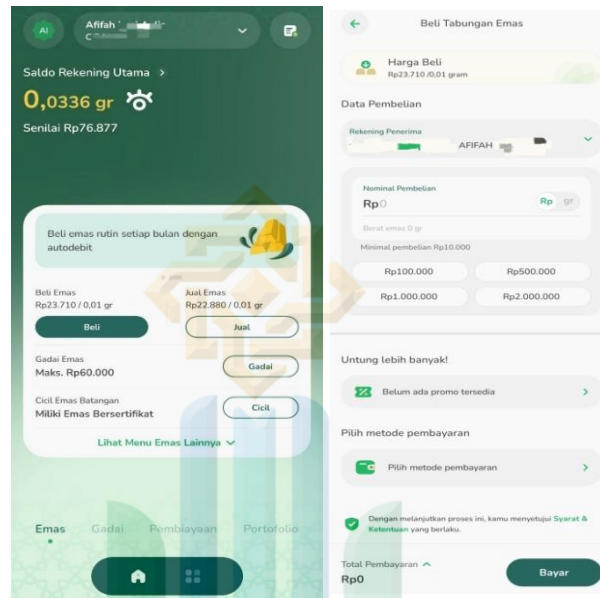 AI
Afifah
Saldo Rekening Utama >
0,0336 gr
Senilai Rp76.877
Beli emas rutin setiap bulan dengan
autodebit
Beli Emas
Rp23.710 / 0,01 gr
Jual Emas
Rp22.880 / 0,01 gr
Beli
Jual
Gadai Emas
Maks. Rp60.000
Gadai
Cicil Emas Batangan
Miliki Emas Bersertifikat
Cicil
Lihat Menu Emas Lainnya
Emas
Gadai
Pembiayaan
Portofolio
Beli Tabungan Emas
Harga Beli
Rp23.710 /0,01 gram
Data Pembelian
Rekening Penerima
AFIFAH
Nominal Pembelian
Rp0
Rp gr
Berat emas 0 gr
Minimal pembelian Rp10.000
Rp100.000
Rp500.000
Rp1.000.000
Rp2.000.000
Untung lebih banyak!
Belum ada promo tersedia
Pilih metode pembayaran
Pilih metode pembayaran
Dengan melanjutkan proses ini, kamu menyetujui Syarat &
Ketentuan yang berlaku.
Total Pembayaran
Rp0
Bayar